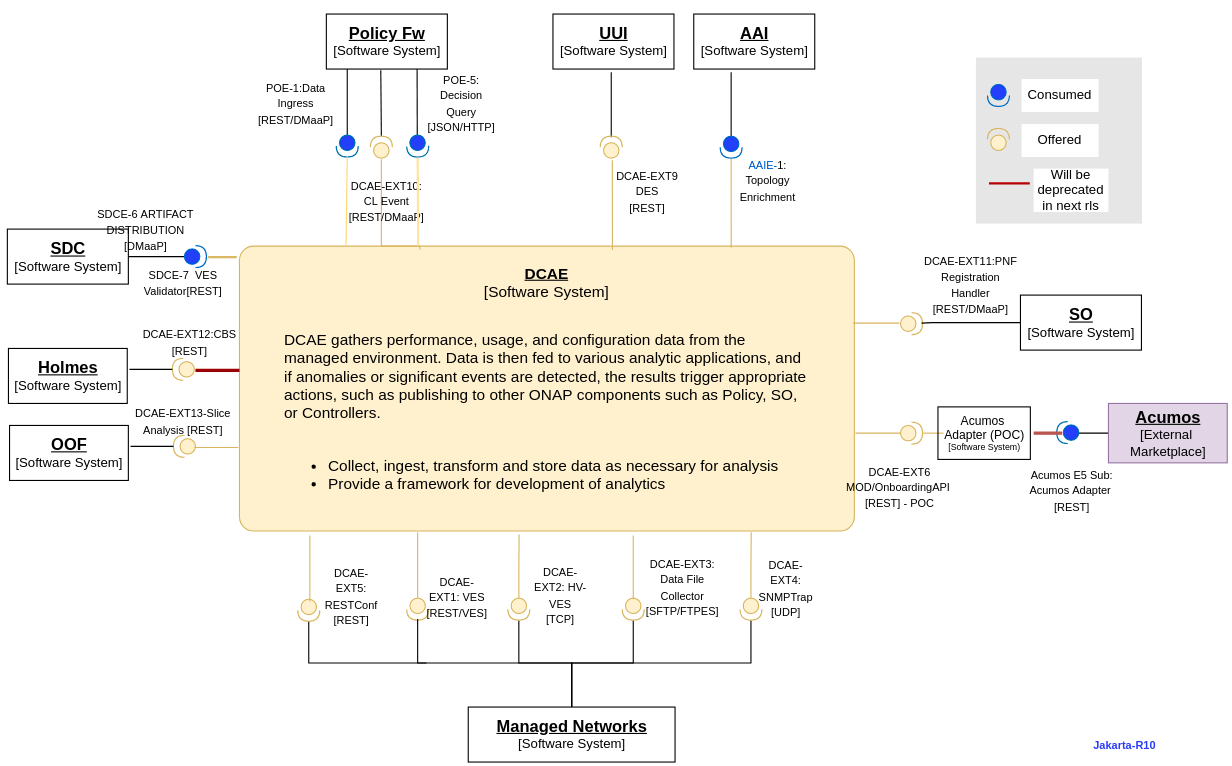 Policy Fw
[Software System]
UUI
[Software System]
AAI
[Software System]
POE-1:Data
Ingress
[REST/DMaaP]
POE-5:
Decision
Query
[JSON/HTTP]
Consumed
Offered
Will be
deprecated
in next rls
DCAE-EXT10:
CL Event
[REST/DMaaP]
DCAE-EXT9
DES
[REST]
AAIE-1:
Topology
Enrichment
SDCE-6 ARTIFACT
DISTRIBUTION
[DMaaP]
SDC
[Software System]
SDCE-7 VES
Validator[REST]
DCAE
[Software System]
DCAE gathers performance, usage, and configuration data from the
managed environment. Data is then fed to various analytic applications, and
if anomalies or significant events are detected, the results trigger appropriate
actions, such as publishing to other ONAP components such as Policy, SO,
or Controllers.
• Collect, ingest, transform and store data as necessary for analysis
• Provide a framework for development of analytics
DCAE-EXT11:PNF
Registration
Handler
[REST/DMaaP]
SO
[Software System]
DCAE-EXT12:CBS
[REST]
Holmes
[Software System]
DCAE-EXT13-Slice
Analysis [REST]
OOF
[Software System]
Acumos
Adapter (POC)
[Software System)
Acumos
[External
Marketplace]
DCAE-EXT6
MOD/OnboardingAPI
[REST] - POC
Acumos E5 Sub:
Acumos Adapter
[REST]
DCAE-
EXT5:
RESTConf
[REST]
DCAE-
EXT1: VES
[REST/VES]
DCAE-
EXT2: HV-
VES
[TCP]
DCAE-EXT3:
Data File
Collector
[SFTP/FTPES]
DCAE-
EXT4:
SNMPTrap
[UDP]
Managed Networks
[Software System]
Jakarta-R10